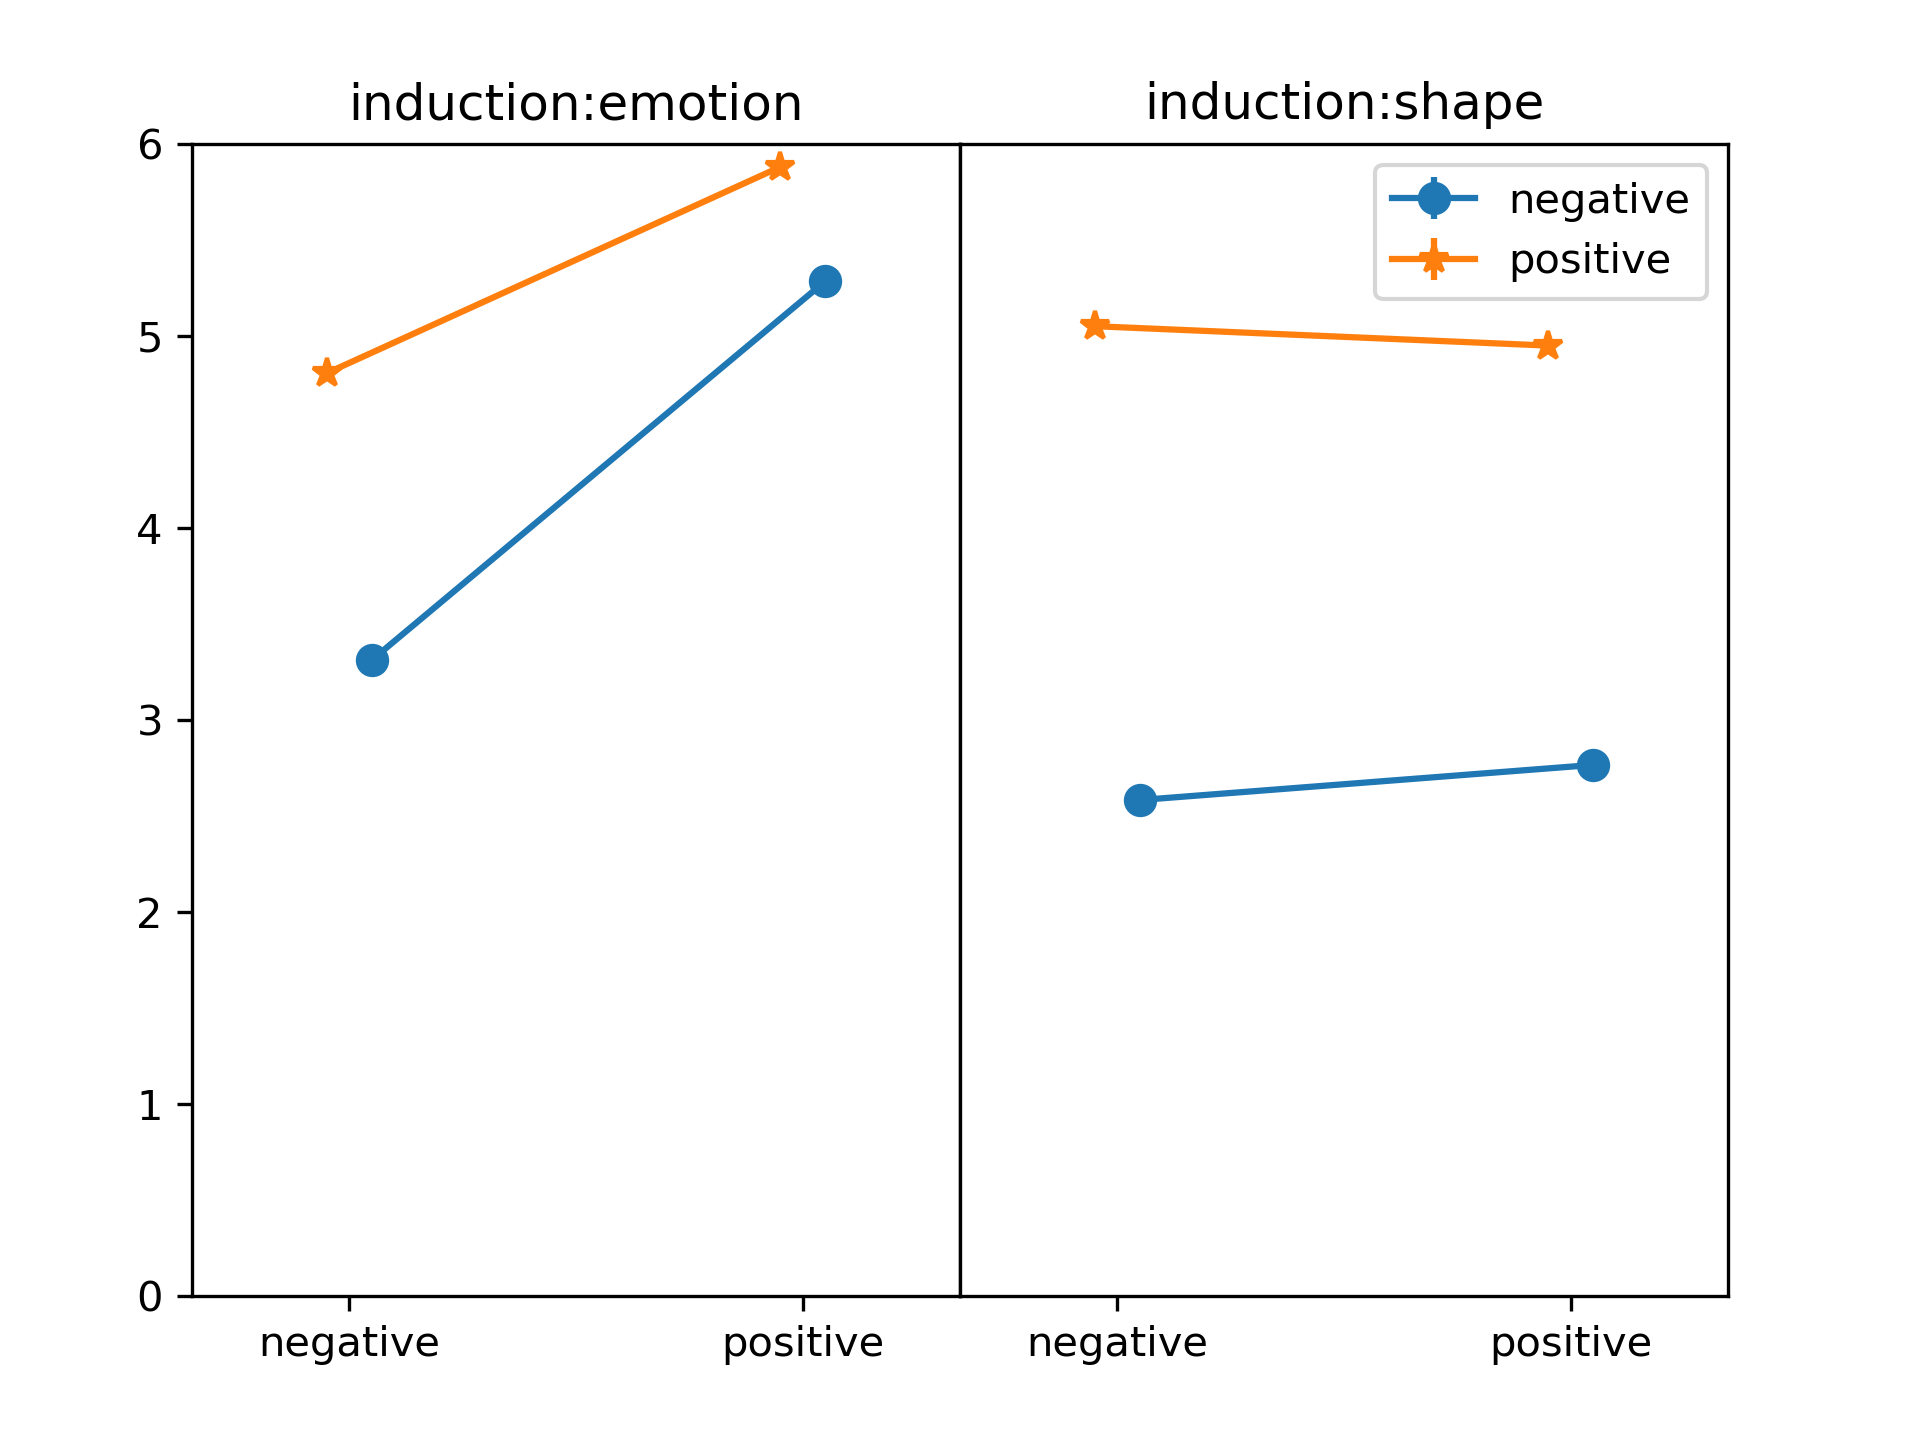 induction:emotion
induction:shape
6
5
4
3
2
1
0
negative
positive
negative
positive
negative
positive